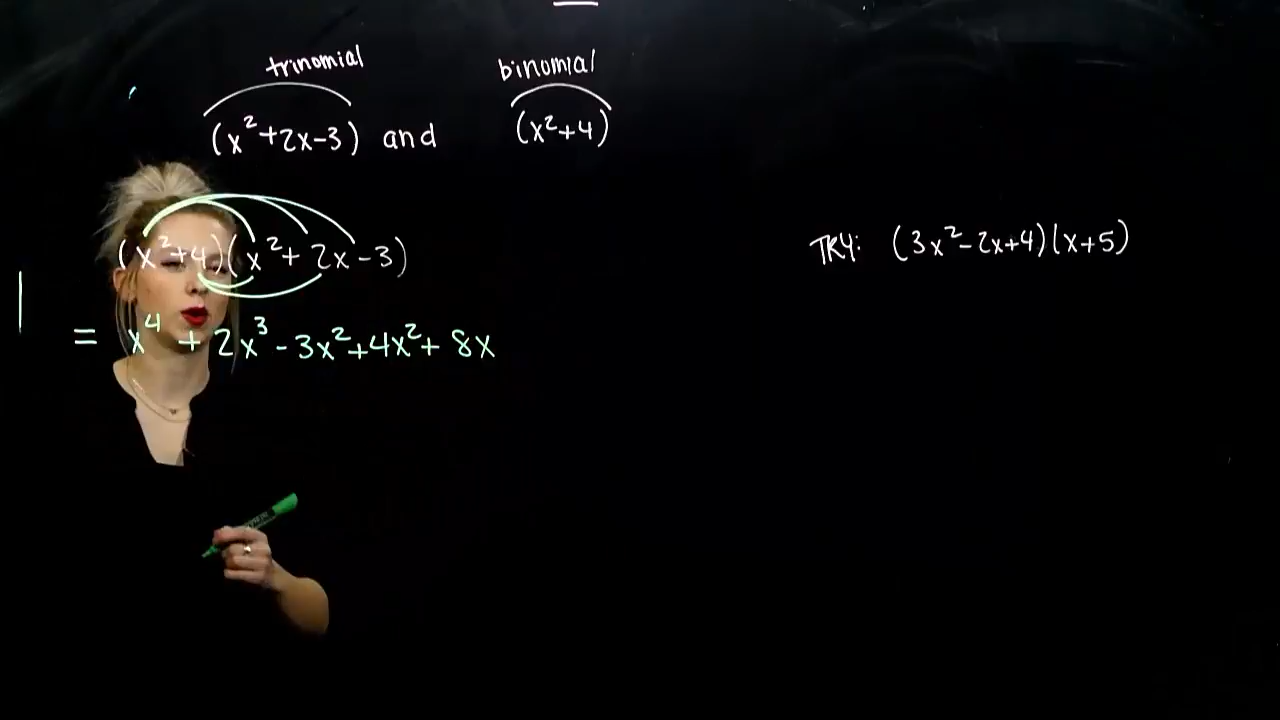 trinomial binomial
(x²+2x-3) and (x²+4)
(x²+4)(x²+ 2x-3)
TRY: (3x²-2x+4)(x+5)
= x⁴ + 2x³ - 3x² + 4x² + 8x